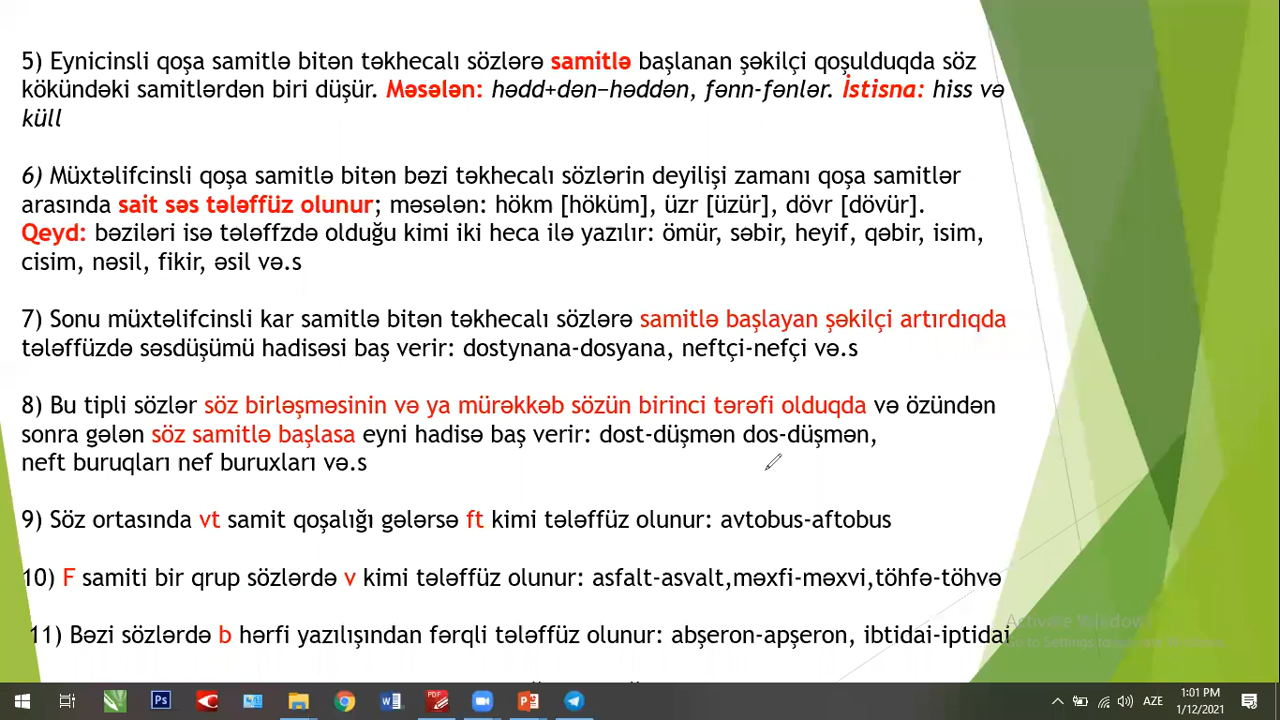 5) Eynicinsli qoşa samitlə bitən təkhecalı sözlərə samitlə başlanan şəkilçi qoşulduqda söz
kökündəki samitlərdən biri düşür. Məsələn: hədd+dən–həddən, fənn-fənlər. İstisna: hiss və
küll
6) Müxtəlifcinsli qoşa samitlə bitən bəzi təkhecalı sözlərin deyilişi zamanı qoşa samitlər
arasında sait səs tələffüz olunur; məsələn: hökm [höküm], üzr [üzür], dövr [dövür].
Qeyd: bəziləri isə tələffzdə olduğu kimi iki heca ilə yazılır: ömür, səbir, heyif, qəbir, isim,
cisim, nəsil, fikir, əsil və.s
7) Sonu müxtəlifcinsli kar samitlə bitən təkhecalı sözlərə samitlə başlayan şəkilçi artırdıqda
tələffüzdə səsdüşümü hadisəsi baş verir: dostynana-dosyana, neftçi-nefçi və.s
8) Bu tipli sözlər söz birləşməsinin və ya mürəkkəb sözün birinci tərəfi olduqda və özündən
sonra gələn söz samitlə başlasa eyni hadisə baş verir: dost-düşmən dos-düşmən,
neft buruqları nef buruxları və.s
9) Söz ortasında vt samit qoşalığı gələrsə ft kimi tələffüz olunur: avtobus-aftobus
10) F samiti bir qrup sözlərdə v kimi tələffüz olunur: asfalt-asvalt,məxfi-məxvi,töhfə-töhvə
11) Bəzi sözlərdə b hərfi yazılışından fərqli tələffüz olunur: abşeron-apşeron, ibtidai-iptidai
Activate Window
Go to Settings to
AZE
1:01 PM
1/12/2021